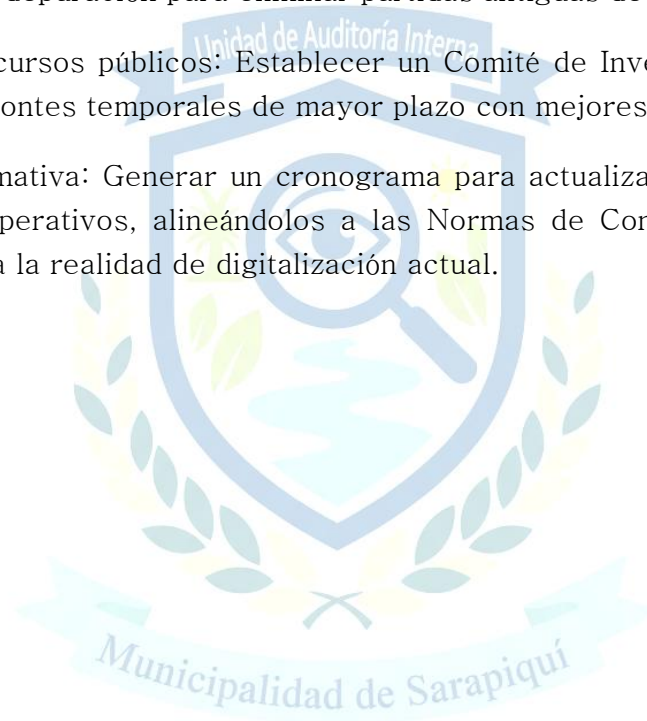 depuración para eliminar partidas antiguas de
Unidad de Auditoría Interna
cursos públicos: Establecer un Comité de Inve
ontes temporales de mayor plazo con mejores
mativa: Generar un cronograma para actualiza
perativos, alineándolos a las Normas de Con
a la realidad de digitalización actual.
Municipalidad de Sarapiquí